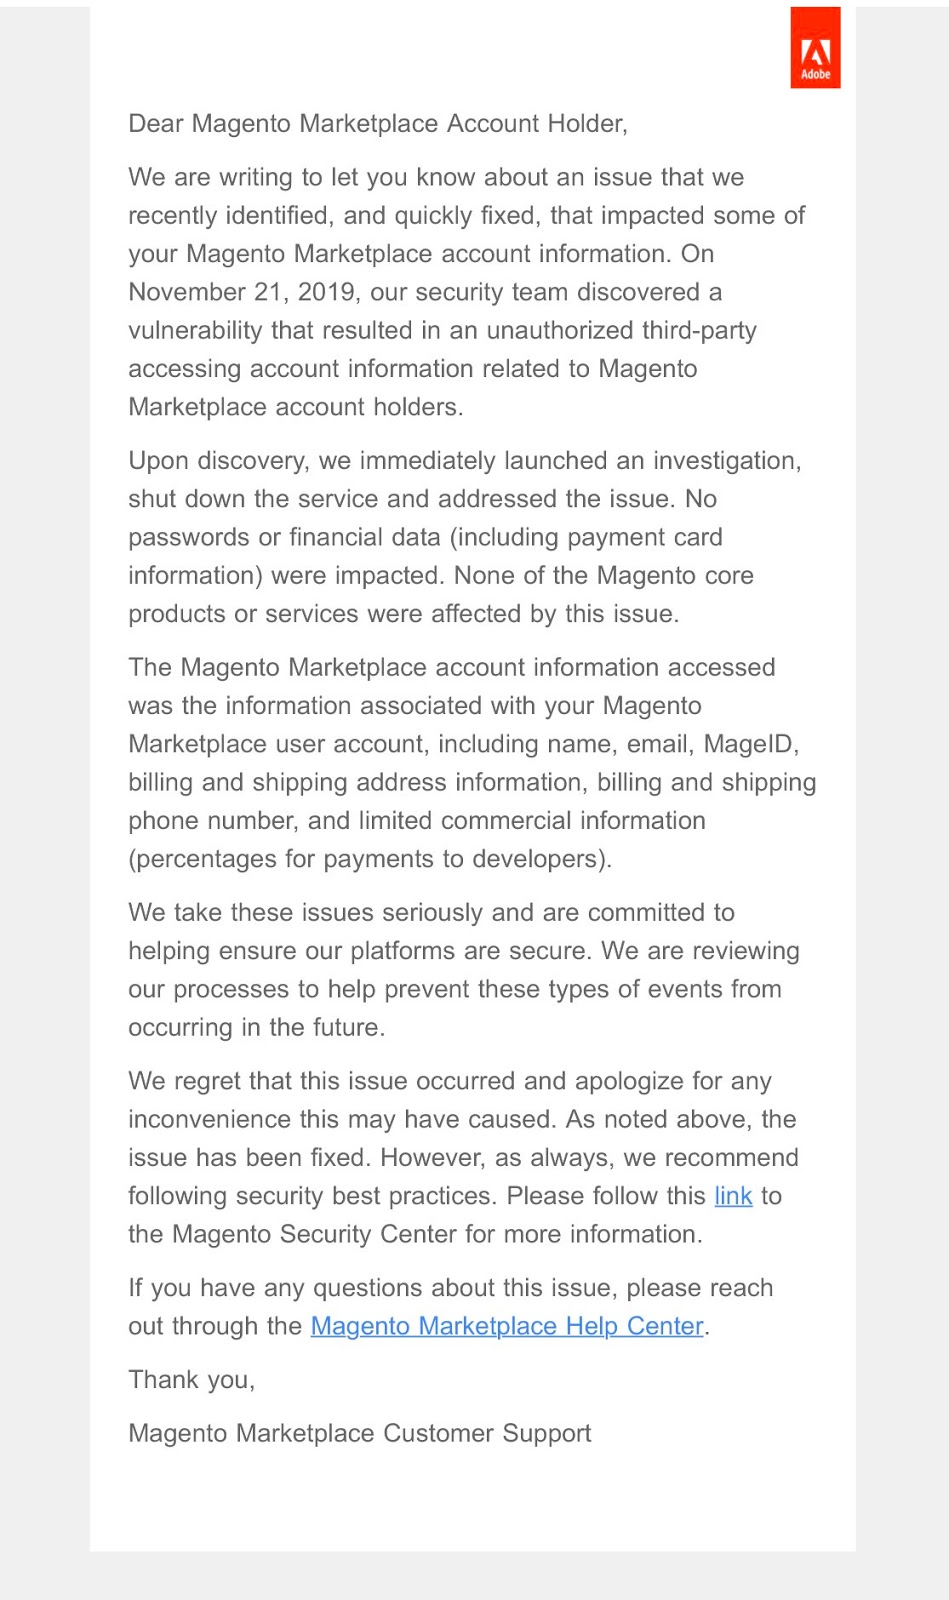 Adobe
Dear Magento Marketplace Account Holder,
We are writing to let you know about an issue that we
recently identified, and quickly fixed, that impacted some of
your Magento Marketplace account information. On
November 21, 2019, our security team discovered a
vulnerability that resulted in an unauthorized third-party
accessing account information related to Magento
Marketplace account holders.
Upon discovery, we immediately launched an investigation,
shut down the service and addressed the issue. No
passwords or financial data (including payment card
information) were impacted. None of the Magento core
products or services were affected by this issue.
The Magento Marketplace account information accessed
was the information associated with your Magento
Marketplace user account, including name, email, MageID,
billing and shipping address information, billing and shipping
phone number, and limited commercial information
(percentages for payments to developers).
We take these issues seriously and are committed to
helping ensure our platforms are secure. We are reviewing
our processes to help prevent these types of events from
occurring in the future.
We regret that this issue occurred and apologize for any
inconvenience this may have caused. As noted above, the
issue has been fixed. However, as always, we recommend
following security best practices. Please follow this link to
the Magento Security Center for more information.
If you have any questions about this issue, please reach
out through the Magento Marketplace Help Center.
Thank you,
Magento Marketplace Customer Support